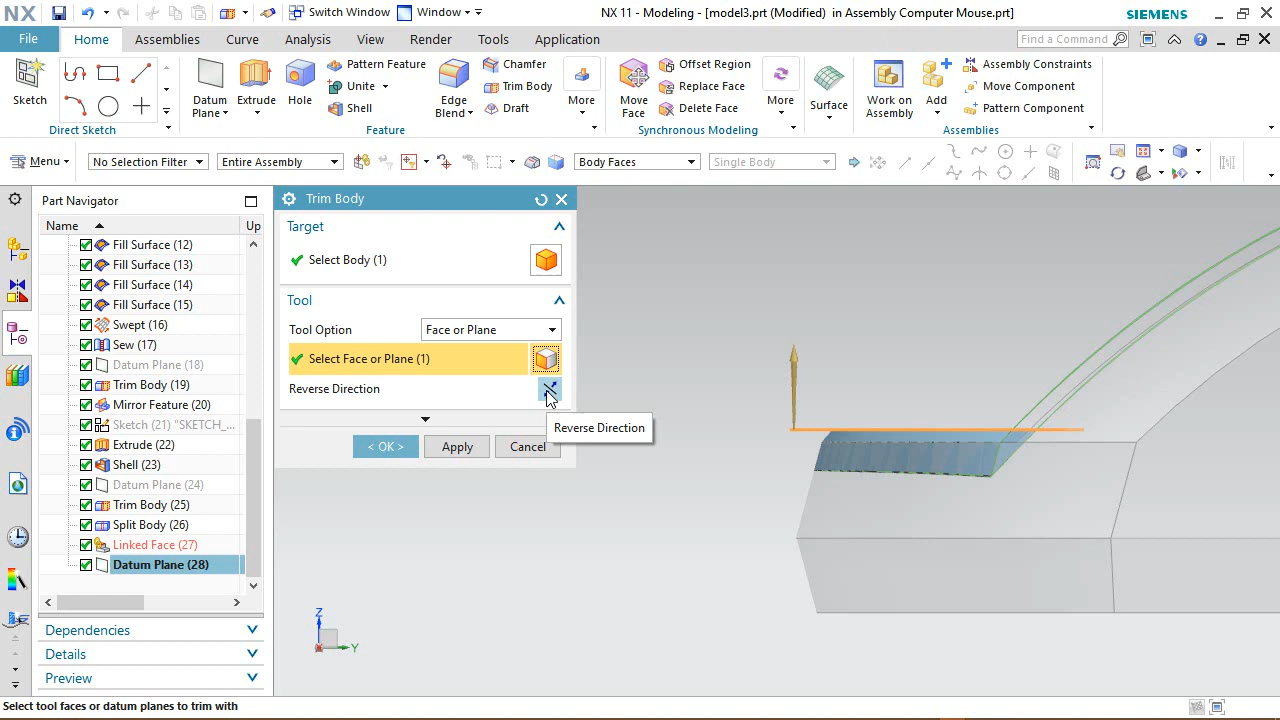 NX
Switch Window
Window
NX 11 - Modeling - [model3.prt (Modified) in Assembly Computer Mouse.prt]
SIEMENS
File
Home
Assemblies
Curve
Analysis
View
Render
Tools
Application
Find a Command
Sketch
Direct Sketch
Datum
Plane
Extrude
Hole
Pattern Feature
Unite
Shell
Edge
Blend
Chamfer
Trim Body
Draft
More
Feature
Move
Face
Offset Region
Replace Face
Delete Face
More
Synchronous Modeling
Surface
Work on
Assembly
Add
Assembly Constraints
Move Component
Pattern Component
Assemblies
Menu
No Selection Filter
Entire Assembly
Body Faces
Single Body
Part Navigator
Name
Up
Fill Surface (12)
Fill Surface (13)
Fill Surface (14)
Fill Surface (15)
Swept (16)
Sew (17)
Datum Plane (18)
Trim Body (19)
Mirror Feature (20)
Sketch (21) "SKETCH_...
Extrude (22)
Shell (23)
Datum Plane (24)
Trim Body (25)
Split Body (26)
Linked Face (27)
Datum Plane (28)
Dependencies
Details
Preview
Trim Body
Target
Select Body (1)
Tool
Tool Option
Face or Plane
Select Face or Plane (1)
Reverse Direction
Reverse Direction
< OK >
Apply
Cancel
Z
Y
Select tool faces or datum planes to trim with